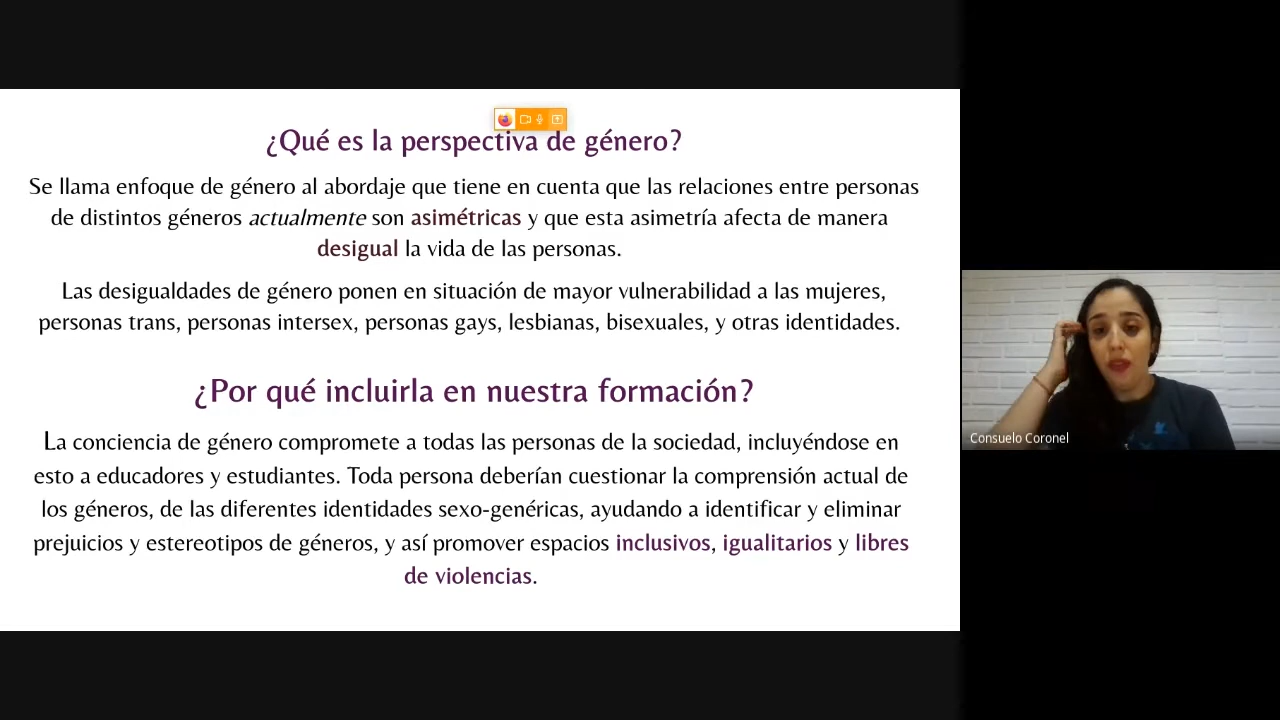 ¿Qué es la perspectiva de género?
Se llama enfoque de género al abordaje que tiene en cuenta que las relaciones entre personas
de distintos géneros actualmente son asimétricas y que esta asimetría afecta de manera
desigual la vida de las personas.
Las desigualdades de género ponen en situación de mayor vulnerabilidad a las mujeres,
personas trans, personas intersex, personas gays, lesbianas, bisexuales, y otras identidades.
¿Por qué incluirla en nuestra formación?
La conciencia de género compromete a todas las personas de la sociedad, incluyéndose en
esto a educadores y estudiantes. Toda persona deberían cuestionar la comprensión actual de
los géneros, de las diferentes identidades sexo-genéricas, ayudando a identificar y eliminar
prejuicios y estereotipos de géneros, y así promover espacios inclusivos, igualitarios y libres
de violencias.
Consuelo Coronel